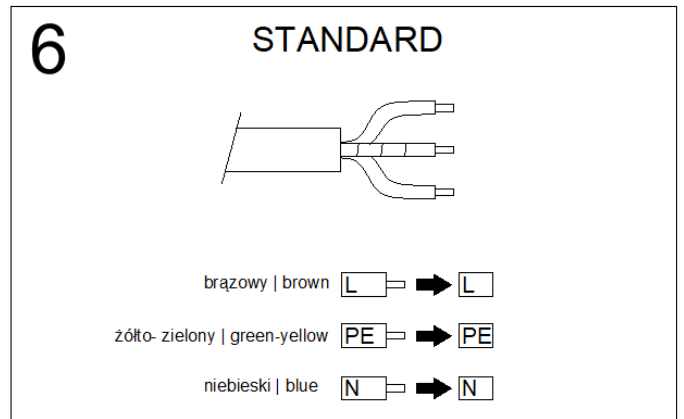 6
STANDARD
brązowy | brown L L
żółto- zielony | green-yellow PE PE
niebieski | blue N N